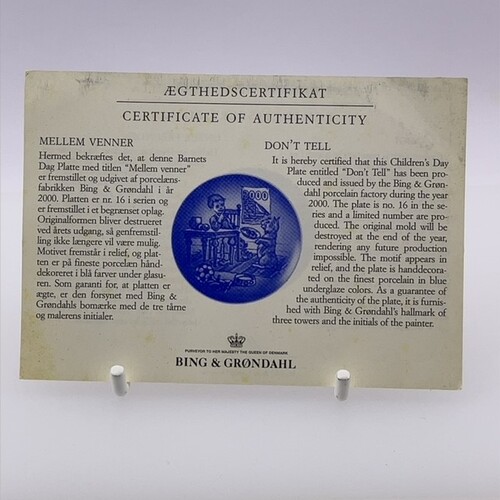 ÆGTHEDSCERTIFIKAT
CERTIFICATE OF AUTHENTICITY
MELLEM VENNER
Hermed bekræftes det, at denne Barnets
Dag Platte med titlen "Mellem venner"
er fremstillet og udgivet af porcelæns-
fabrikken Bing & Grøndahl i år
2000. Platten er nr. 16 i serien og
er fremstillet i et begrænset oplag.
Originalformen bliver destrueret
ved årets udgang, så genfremstil-
ling ikke længere vil være mulig.
Motivet fremstår i relief, og plat-
ten er på fineste porcelæn hånd-
dekoreret i blå farver under glasu-
ren. Som garanti for, at platten er
ægte, er den forsynet med Bing &
Grøndahls bomærke med de tre tårne
og malerens initialer.
DON'T TELL
It is hereby certified that this Children's Day
Plate entitled "Don't Tell" has been pro-
duced and issued by the Bing & Grøn-
dahl porcelain factory during the year
2000. The plate is no. 16 in the se-
ries and a limited number are pro-
duced. The original mold will be
destroyed at the end of the year,
rendering any future production
impossible. The motif appears in
relief, and the plate is handdecora-
ted on the finest porcelain in blue
underglaze colors. As a guarantee of
the authenticity of the plate, it is furnis-
hed with Bing & Grøndahl's hallmark of
three towers and the initials of the painter.
2000
PURVEYOR TO HER MAJESTY THE QUEEN OF DENMARK
BING & GRØNDAHL